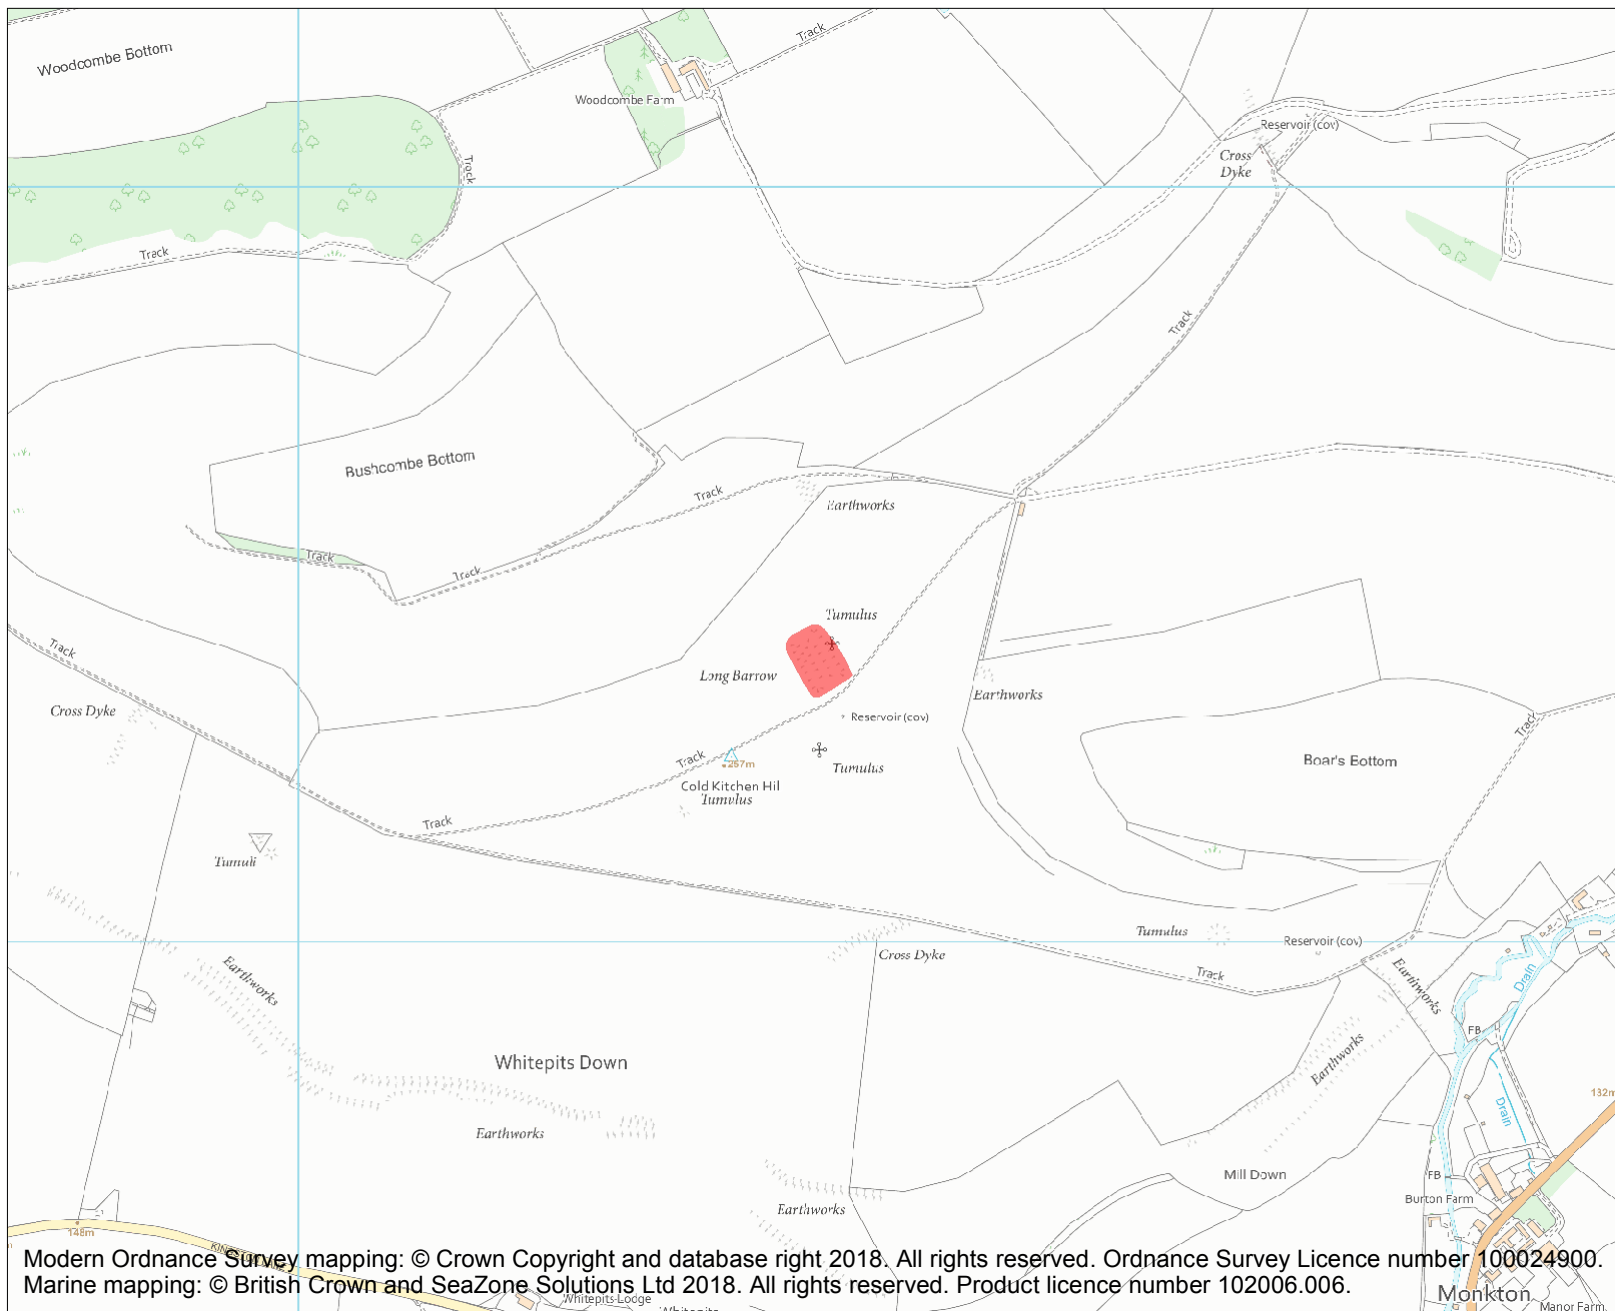 Woodcombe Bottom
Track
Woodcombe Farm
Reservoir (cov)
Cross
Dyke
Track
Track
Track
Bushcombe Bottom
Track
Earthworks
Track
Track
Tumulus
Track
Long Barrow
Earthworks
Cross Dyke
Reservoir (cov)
Track
Track
257m
Tumulus
Boar's Bottom
Cold Kitchen Hil
Tumulus
Track
Tumuli
Tumulus
Reservoir (cov)
Cross Dyke
Earthworks
Track
Earthworks
Drain
FB
Whitepits Down
Earthworks
132m
Drain
Earthworks
Mill Down
FB
Burton Farm
Earthworks
148m
Modern Ordnance Survey mapping: © Crown Copyright and database right 2018. All rights reserved. Ordnance Survey Licence number 100024900.
Marine mapping: © British Crown and SeaZone Solutions Ltd 2018. All rights reserved. Product licence number 102006.006.
Whitepits Lodge
Whitepits
Monkton
Manor Farm